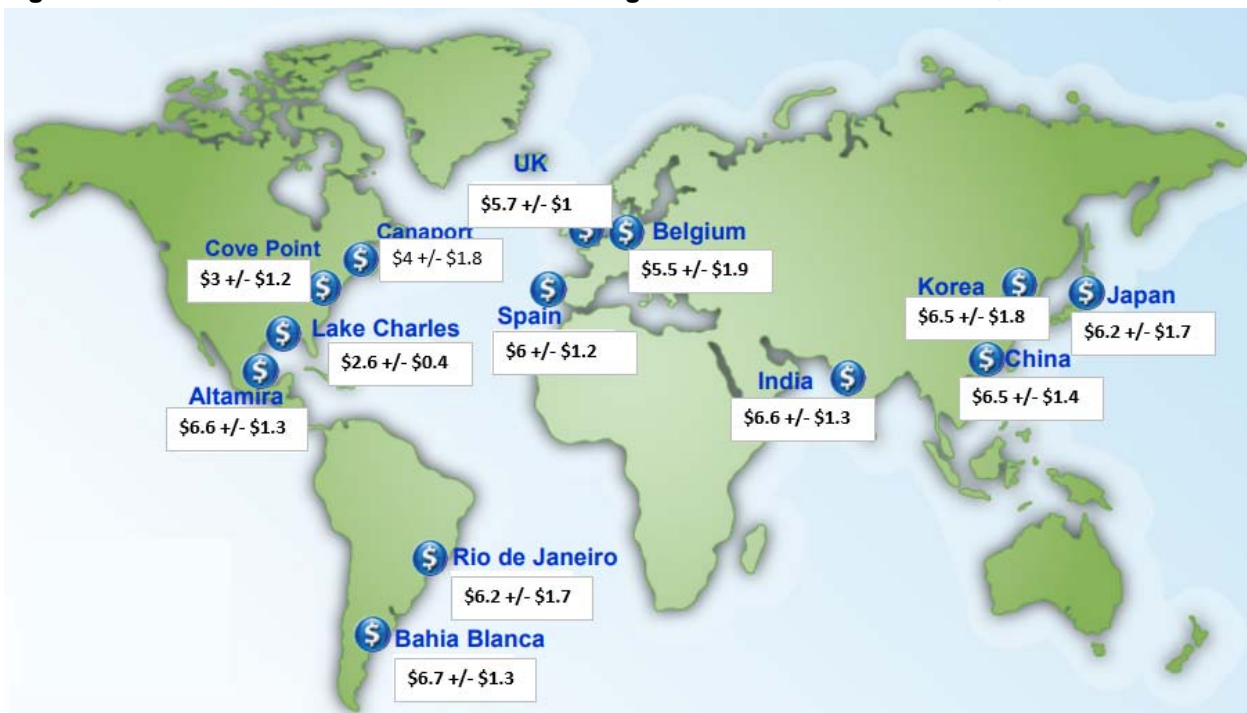 UK
$5.7 +/- $1
Canaport
$4 +/- $1.8
Cove Point
$3 +/- $1.2
Belgium
$5.5 +/- $1.9
Korea
$6.5 +/- $1.8
Japan
$6.2 +/- $1.7
Spain
$6 +/- $1.2
Lake Charles
$2.6 +/- $0.4
China
$6.5 +/- $1.4
India
$6.6 +/- $1.3
Altamira
$6.6 +/- $1.3
Rio de Janeiro
$6.2 +/- $1.7
Bahia Blanca
$6.7 +/- $1.3